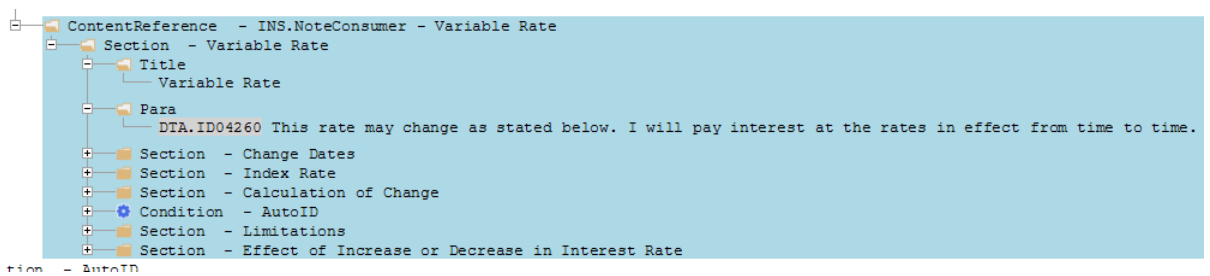 ContentReference - INS.NoteConsumer - Variable Rate
Section - Variable Rate
Title
Variable Rate
Para
DTA.ID04260 This rate may change as stated below. I will pay interest at the rates in effect from time to time.
Section - Change Dates
Section - Index Rate
Section - Calculation of Change
Condition - AutoID
Section - Limitations
Section - Effect of Increase or Decrease in Interest Rate
tion - AutoID